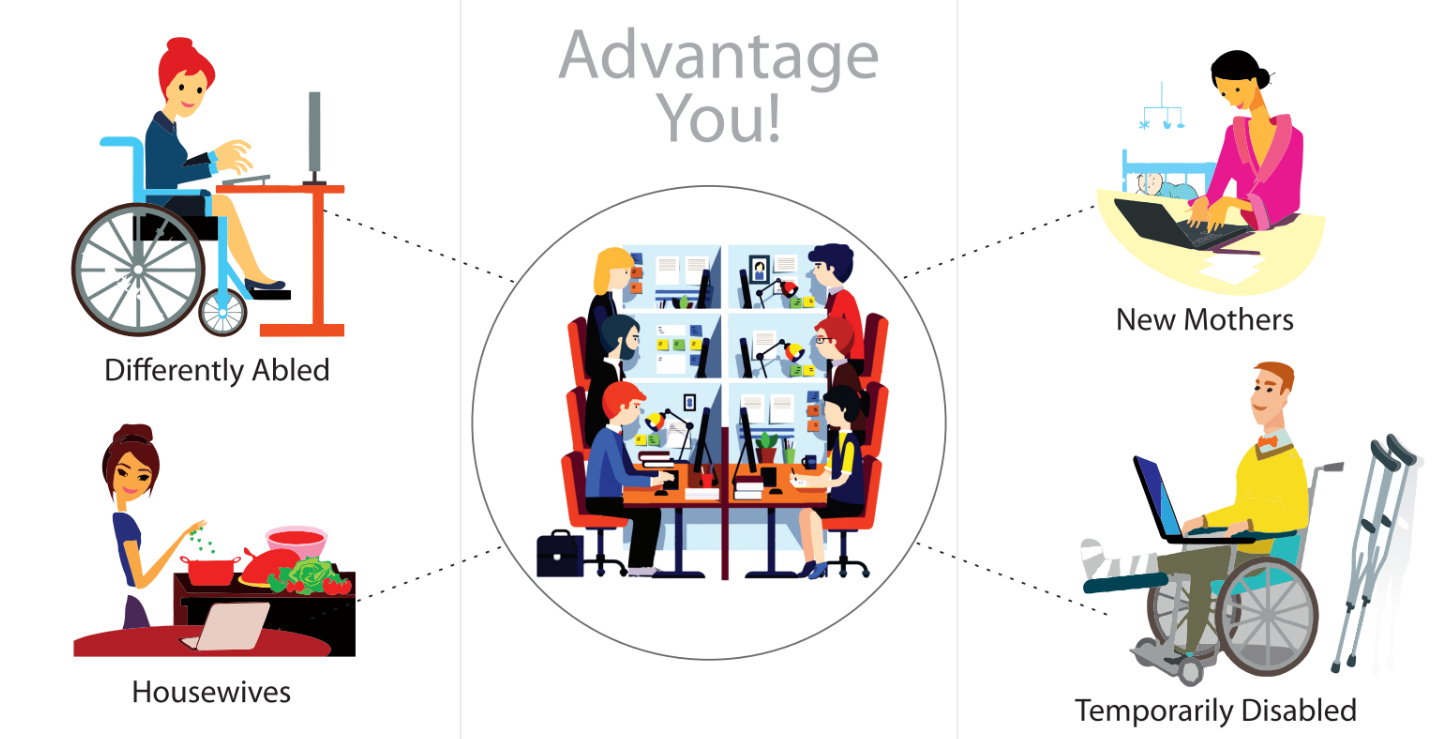 Advantage
You!
Differently Abled
New Mothers
Housewives
Temporarily Disabled